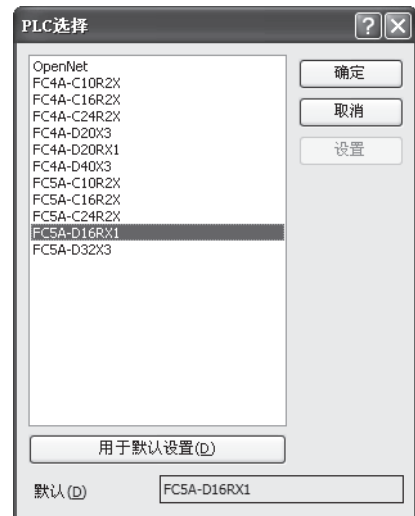 PLC选择
OpenNet
FC4A-C10R2X
FC4A-C16R2X
FC4A-C24R2X
FC4A-D20X3
FC4A-D20RX1
FC4A-D40X3
FC5A-C10R2X
FC5A-C16R2X
FC5A-C24R2X
FC5A-D16RX1
FC5A-D32X3
确定
取消
设置
用于默认设置(D)
默认(D)
FC5A-D16RX1